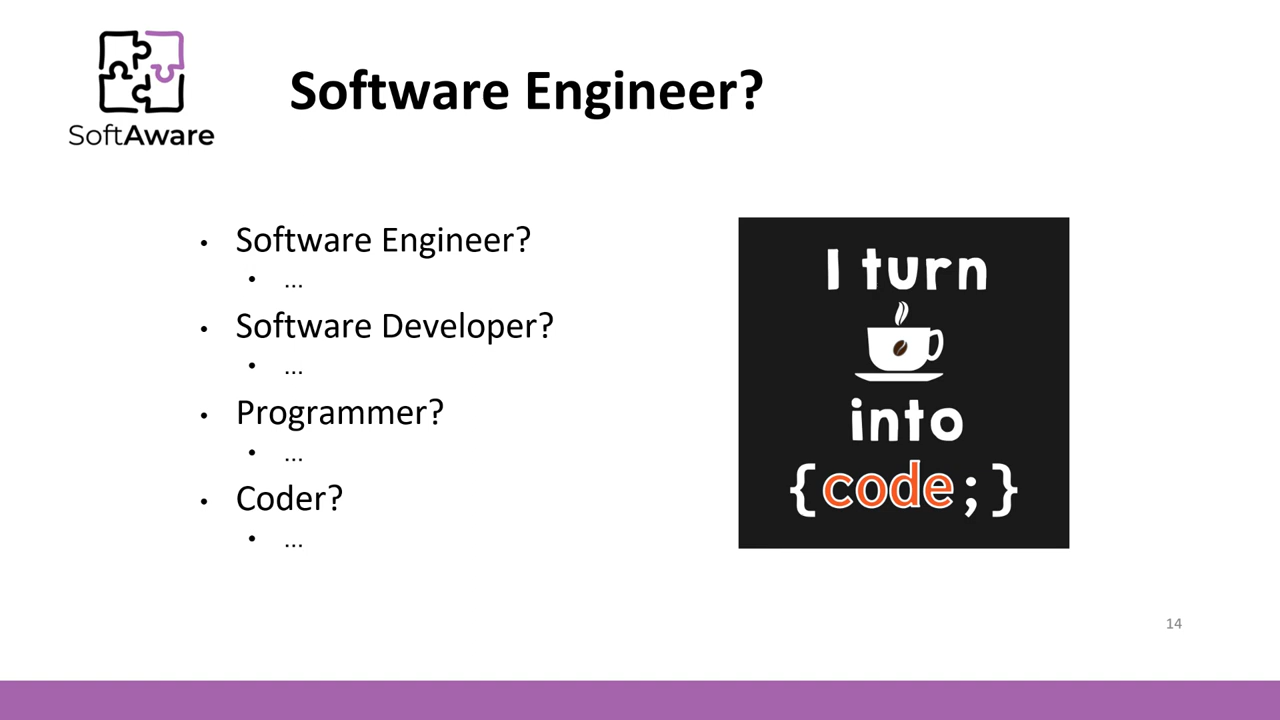 SoftAware
Software Engineer?
• Software Engineer?
• ...
• Software Developer?
• ...
• Programmer?
• ...
• Coder?
• ...
I turn
into
{code;}
14